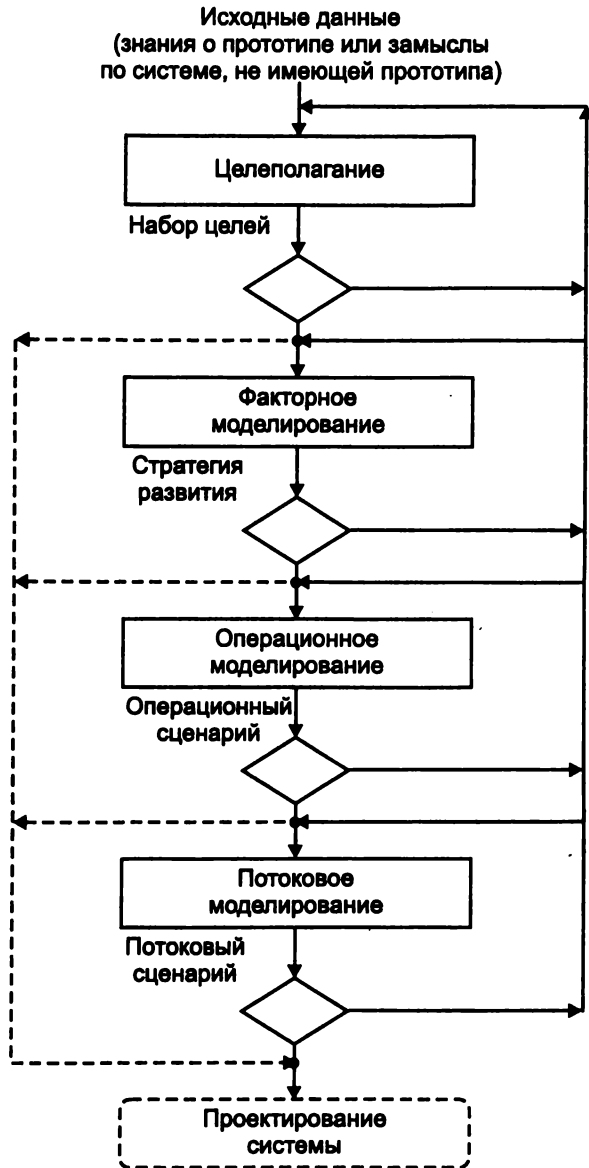 Исходные данные
(знания о прототипе или замыслы
по системе, не имеющей прототипа)
Целеполагание
Набор целей
Факторное
моделирование
Стратегия
развития
Операционное
моделирование
Операционный
сценарий
Потоковое
моделирование
Потоковый
сценарий
Проектирование
системы